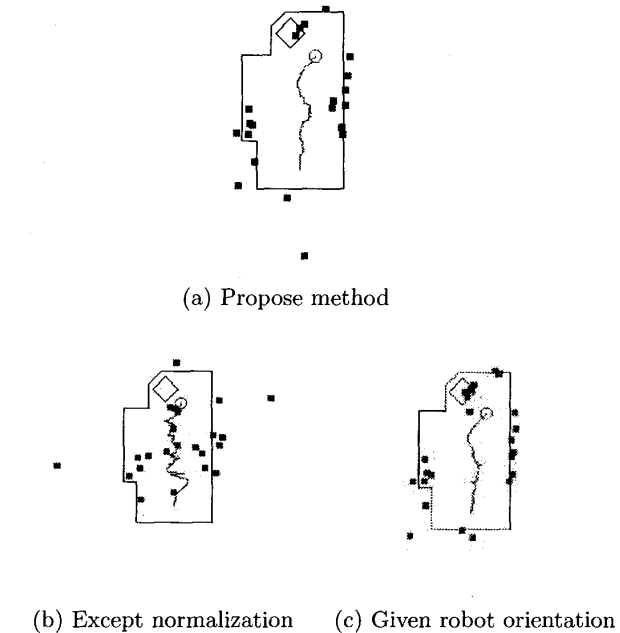 (a) Propose method
(b) Except normalization
(c) Given robot orientation